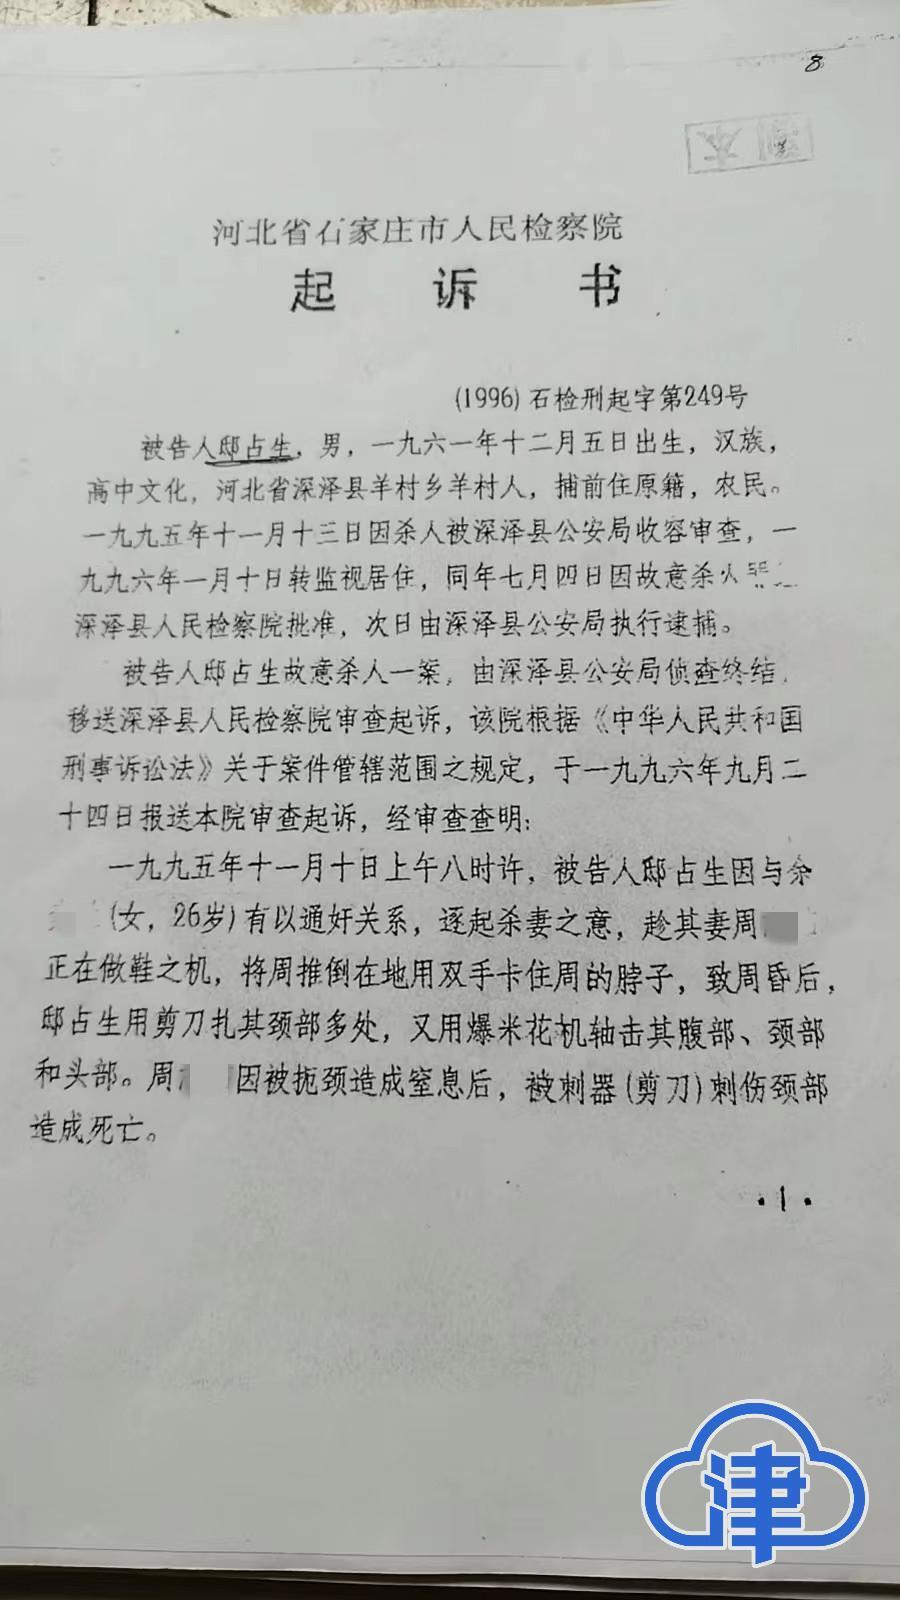 8
副本
河北省石家庄市人民检察院
起诉书
(1996)石检刑起字第249号
被告人邸占生，男，一九六一年十二月五日出生，汉族，
高中文化，河北省深泽县羊村乡羊村人，捕前住原籍，农民。
一九九五年十一月十三日因杀人被深泽县公安局收容审查，一
九九六年一月十日转监视居住，同年七月四日因故意杀人罪
深泽县人民检察院批准，次日由深泽县公安局执行逮捕。
被告人邸占生故意杀人一案，由深泽县公安局侦查终结，
移送深泽县人民检察院审查起诉，该院根据《中华人民共和国
刑事诉讼法》关于案件管辖范围之规定，于一九九六年九月二
十四日报送本院审查起诉，经审查查明：
一九九五年十一月十日上午八时许，被告人邸占生因与余
(女，26岁)有以通奸关系，逐起杀妻之意，趁其妻周
正在做鞋之机，将周推倒在地用双手卡住周的脖子，致周昏后，
邸占生用剪刀扎其颈部多处，又用爆米花机轴击其腹部、颈部
和头部。周 因被扼颈造成窒息后，被刺器(剪刀)刺伤颈部
造成死亡。
·1·
津